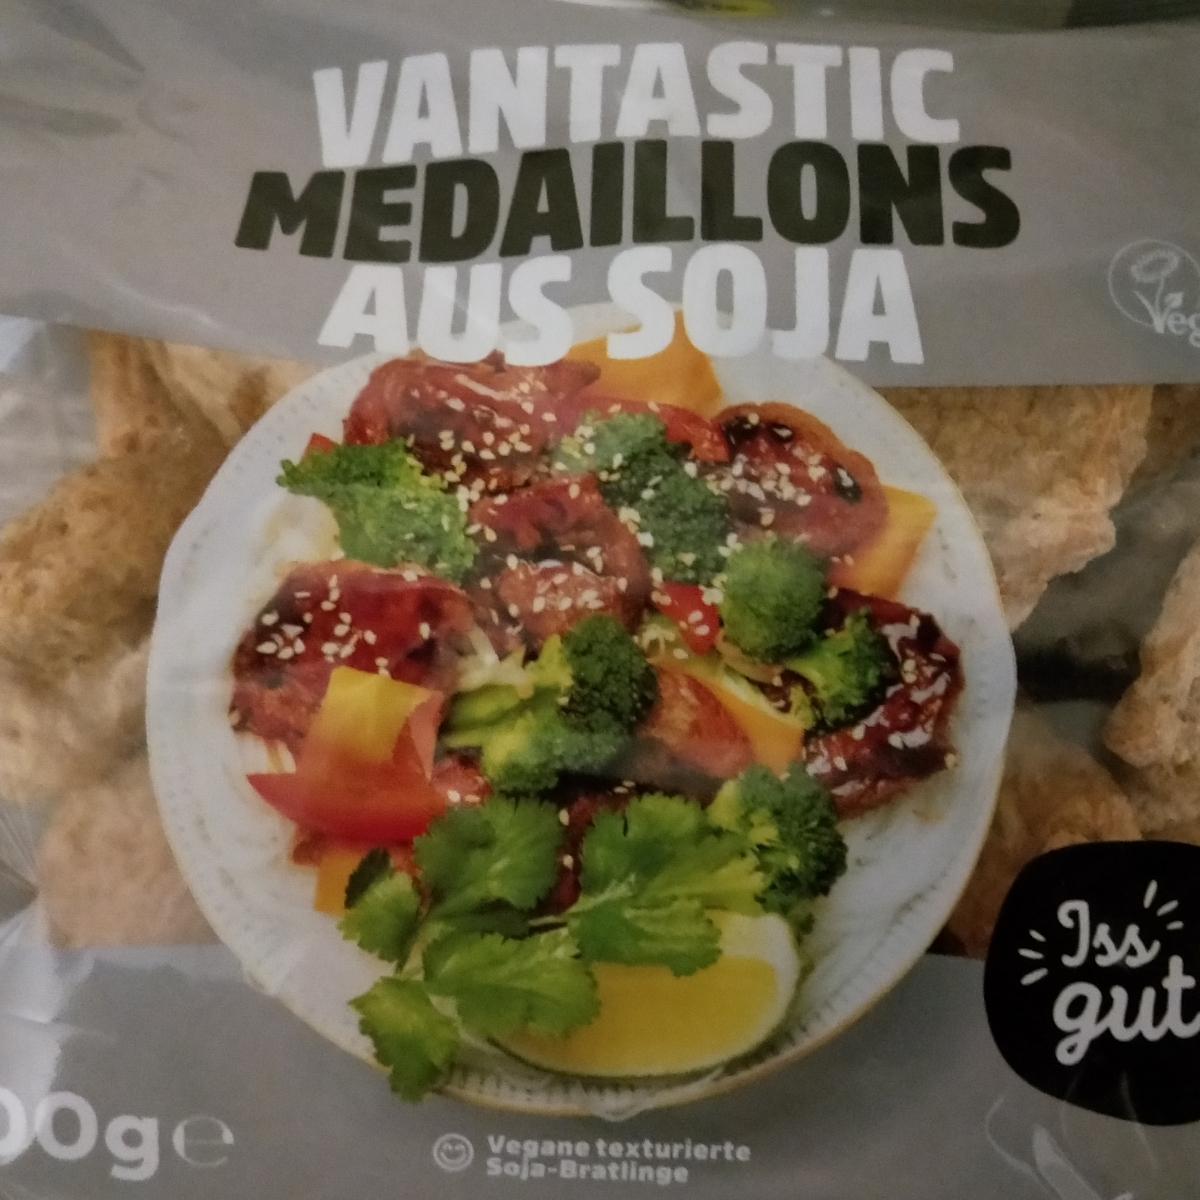 VANTASTIC
MEDAILLONS
AUS SOJA
Iss
gut
Vegane texturierte
Soja-Bratlinge